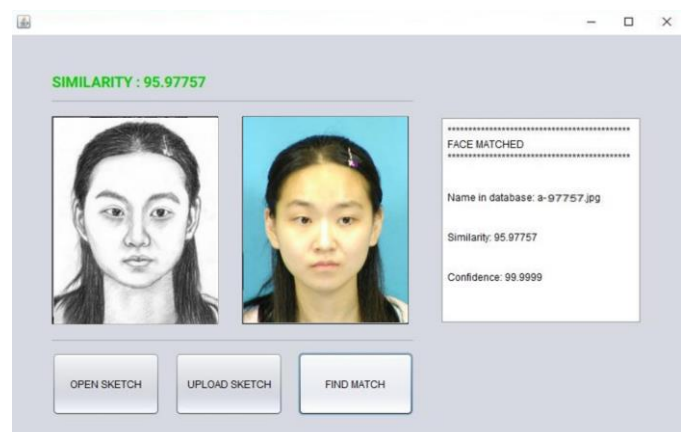 SIMILARITY : 95.97757
********************************************
FACE MATCHED
********************************************
Name in database: a-97757.jpg
Similarity: 95.97757
Confidence: 99.9999
OPEN SKETCH
UPLOAD SKETCH
FIND MATCH